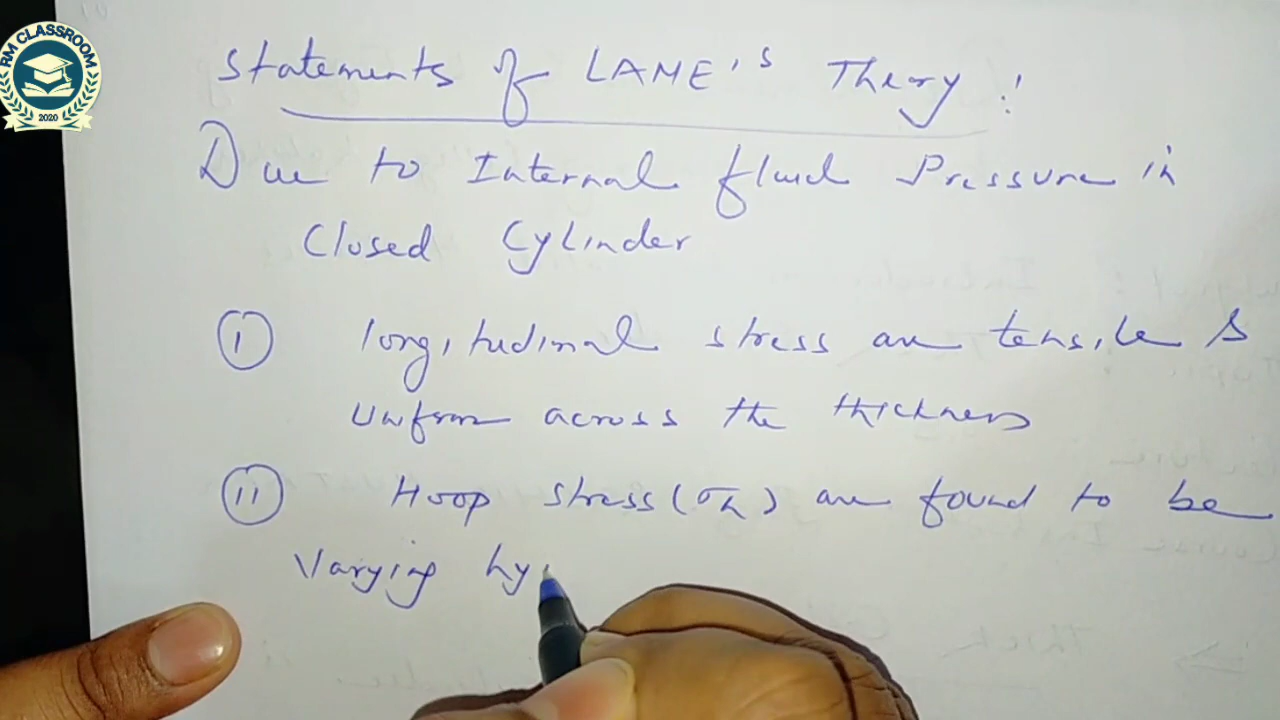 RM CLASSROOM
2020
Statements of LAME's Theory :
Due to Internal fluid Pressure in
Closed Cylinder
(i) longitudinal stress are tensile &
Uniform across the thickness
(ii) Hoop stress (σh) are found to be
Varying hy